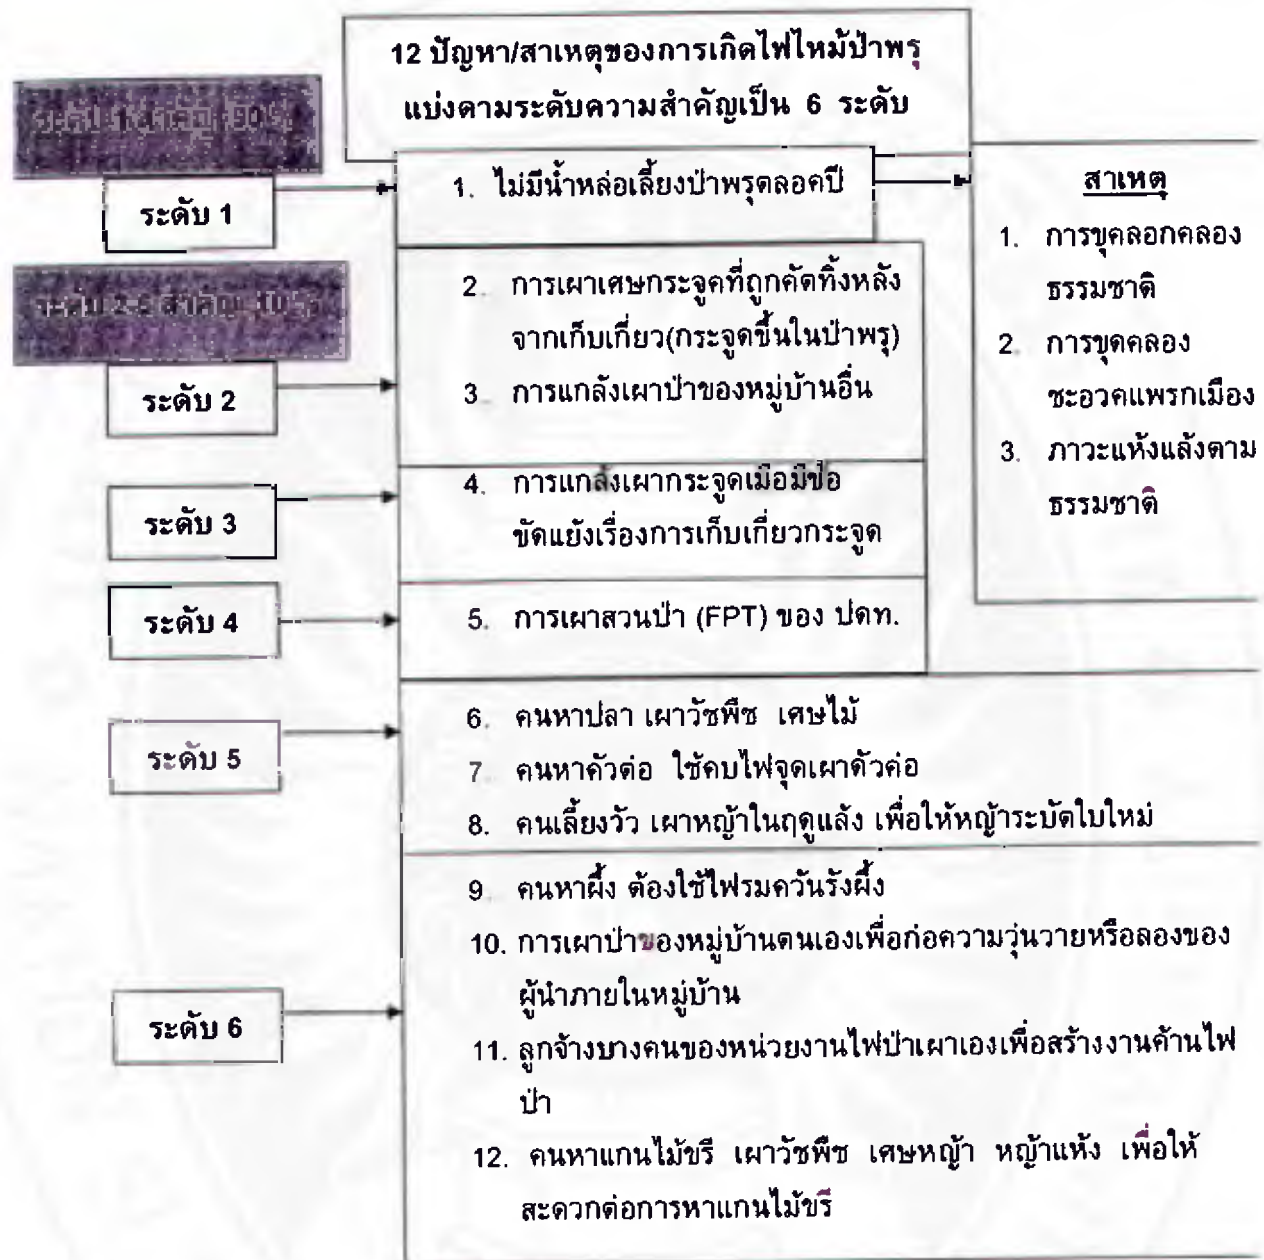 12 ปัญหา/สาเหตุของการเกิดไฟไหม้ป่าพรุ
แบ่งตามระดับความสำคัญเป็น 6 ระดับ
ระดับ 1
1. ไม่มีน้ำหล่อเลี้ยงป่าพรุตลอดปี
สาเหตุ
1. การขุดลอกคลอง
ธรรมชาติ
2. การขุดคลอง
ชะอวดแพรกเมือง
3. ภาวะแห้งแล้งตาม
ธรรมชาติ
ระดับ 2
2. การเผาเศษกระจูดที่ถูกคัดทิ้งหลัง
จากเก็บเกี่ยว(กระจูดขึ้นในป่าพรุ)
3. การแกล้งเผาป่าของหมู่บ้านอื่น
ระดับ 3
4. การแกล้งเผากระจูดเมื่อมีข้อ
ขัดแย้งเรื่องการเก็บเกี่ยวกระจูด
ระดับ 4
5. การเผาสวนป่า (FPT) ของ ปตท.
ระดับ 5
6. คนหาปลา เผาวัชพืช เศษไม้
7. คนหาตัวต่อ ใช้คบไฟจุดเผาตัวต่อ
8. คนเลี้ยงวัว เผาหญ้าในฤดูแล้ง เพื่อให้หญ้าระบัดใบใหม่
ระดับ 6
9. คนหาผึ้ง ต้องใช้ไฟรมควันรังผึ้ง
10. การเผาป่าของหมู่บ้านตนเองเพื่อก่อความวุ่นวายหรือลองของ
ผู้นำภายในหมู่บ้าน
11. ลูกจ้างบางคนของหน่วยงานไฟป่าเผาเองเพื่อสร้างงานด้านไฟ
ป่า
12. คนหาแกนไม้ขรี เผาวัชพืช เศษหญ้า หญ้าแห้ง เพื่อให้
สะดวกต่อการหาแกนไม้ขรี